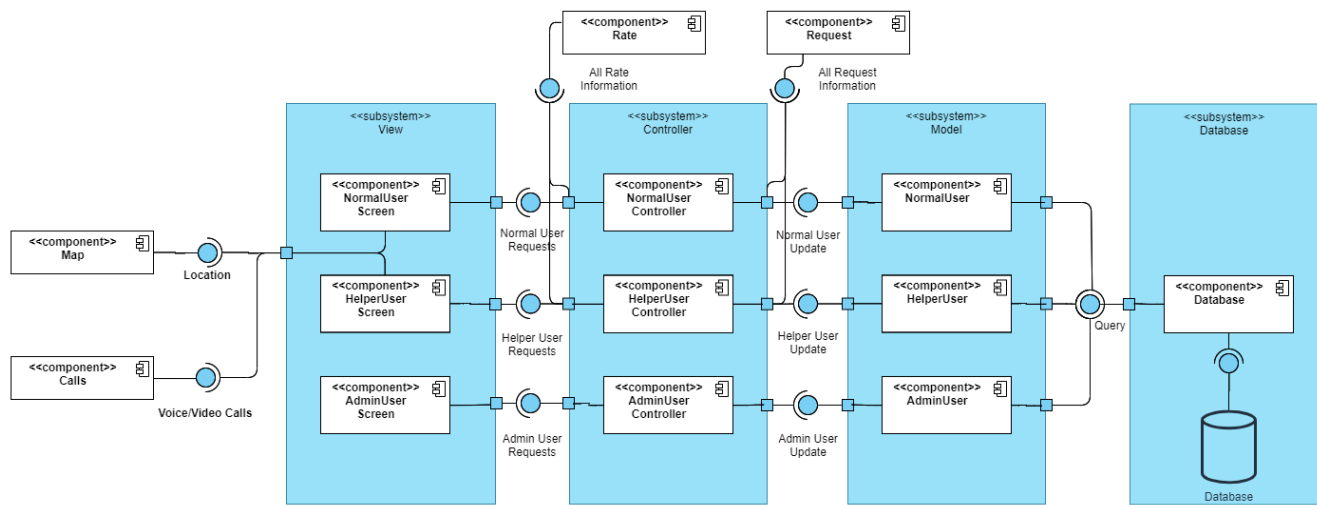 <<component>>
Rate
<<component>>
Request
All Rate
Information
All Request
Information
<<subsystem>>
View
<<subsystem>>
Controller
<<subsystem>>
Model
<<subsystem>>
Database
<<component>>
NormalUser
Screen
<<component>>
NormalUser
Controller
<<component>>
NormalUser
Normal User
Requests
Normal User
Update
<<component>>
Map
Location
<<component>>
HelperUser
Screen
<<component>>
HelperUser
Controller
<<component>>
HelperUser
<<component>>
Database
Query
Helper User
Requests
Helper User
Update
<<component>>
Calls
Voice/Video Calls
<<component>>
AdminUser
Screen
<<component>>
AdminUser
Controller
<<component>>
AdminUser
Admin User
Requests
Admin User
Update
Database